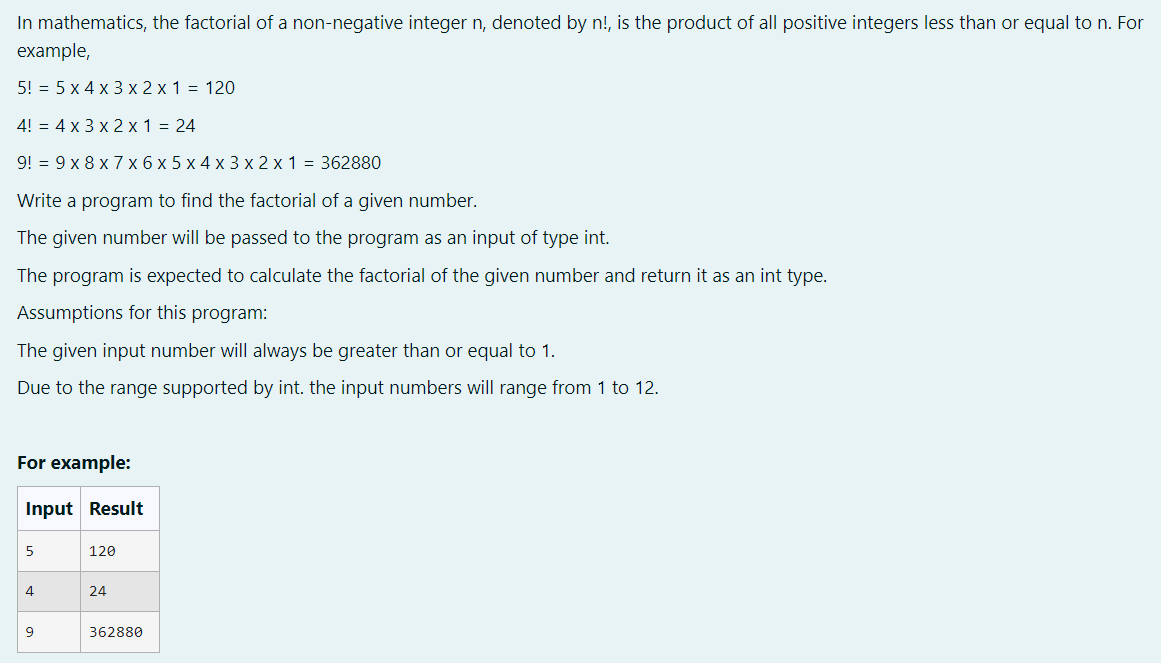 In mathematics, the factorial of a non-negative integer n, denoted by n!, is the product of all positive integers less than or equal to n. For
example,
5! = 5 x 4 x 3 x 2 x 1 = 120
4! = 4 x 3 x 2 x 1 = 24
9! = 9 x 8 x 7 x 6 x 5 x 4 x 3 x 2 x 1 = 362880
Write a program to find the factorial of a given number.
The given number will be passed to the program as an input of type int.
The program is expected to calculate the factorial of the given number and return it as an int type.
Assumptions for this program:
The given input number will always be greater than or equal to 1.
Due to the range supported by int. the input numbers will range from 1 to 12.
For example:
Input Result
5 120
4 24
9 362880